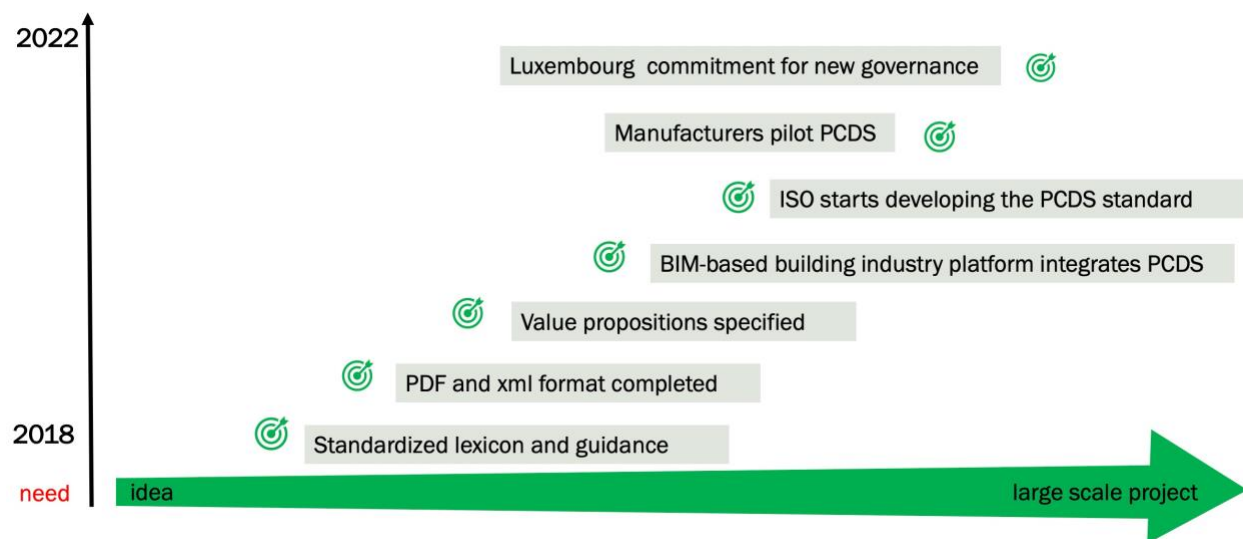 2022
Luxembourg commitment for new governance
Manufacturers pilot PCDS
ISO starts developing the PCDS standard
BIM-based building industry platform integrates PCDS
Value propositions specified
PDF and xml format completed
2018
Standardized lexicon and guidance
need
idea
large scale project